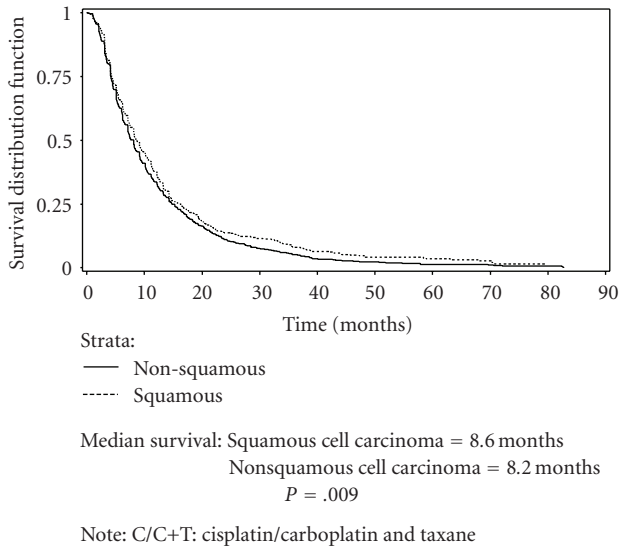 Survival distribution function
1
0.75
0.5
0.25
0
0 10 20 30 40 50 60 70 80 90
Time (months)
Strata:
Non-squamous
Squamous
Median survival: Squamous cell carcinoma = 8.6 months
Nonsquamous cell carcinoma = 8.2 months
P = .009
Note: C/C+T: cisplatin/carboplatin and taxane